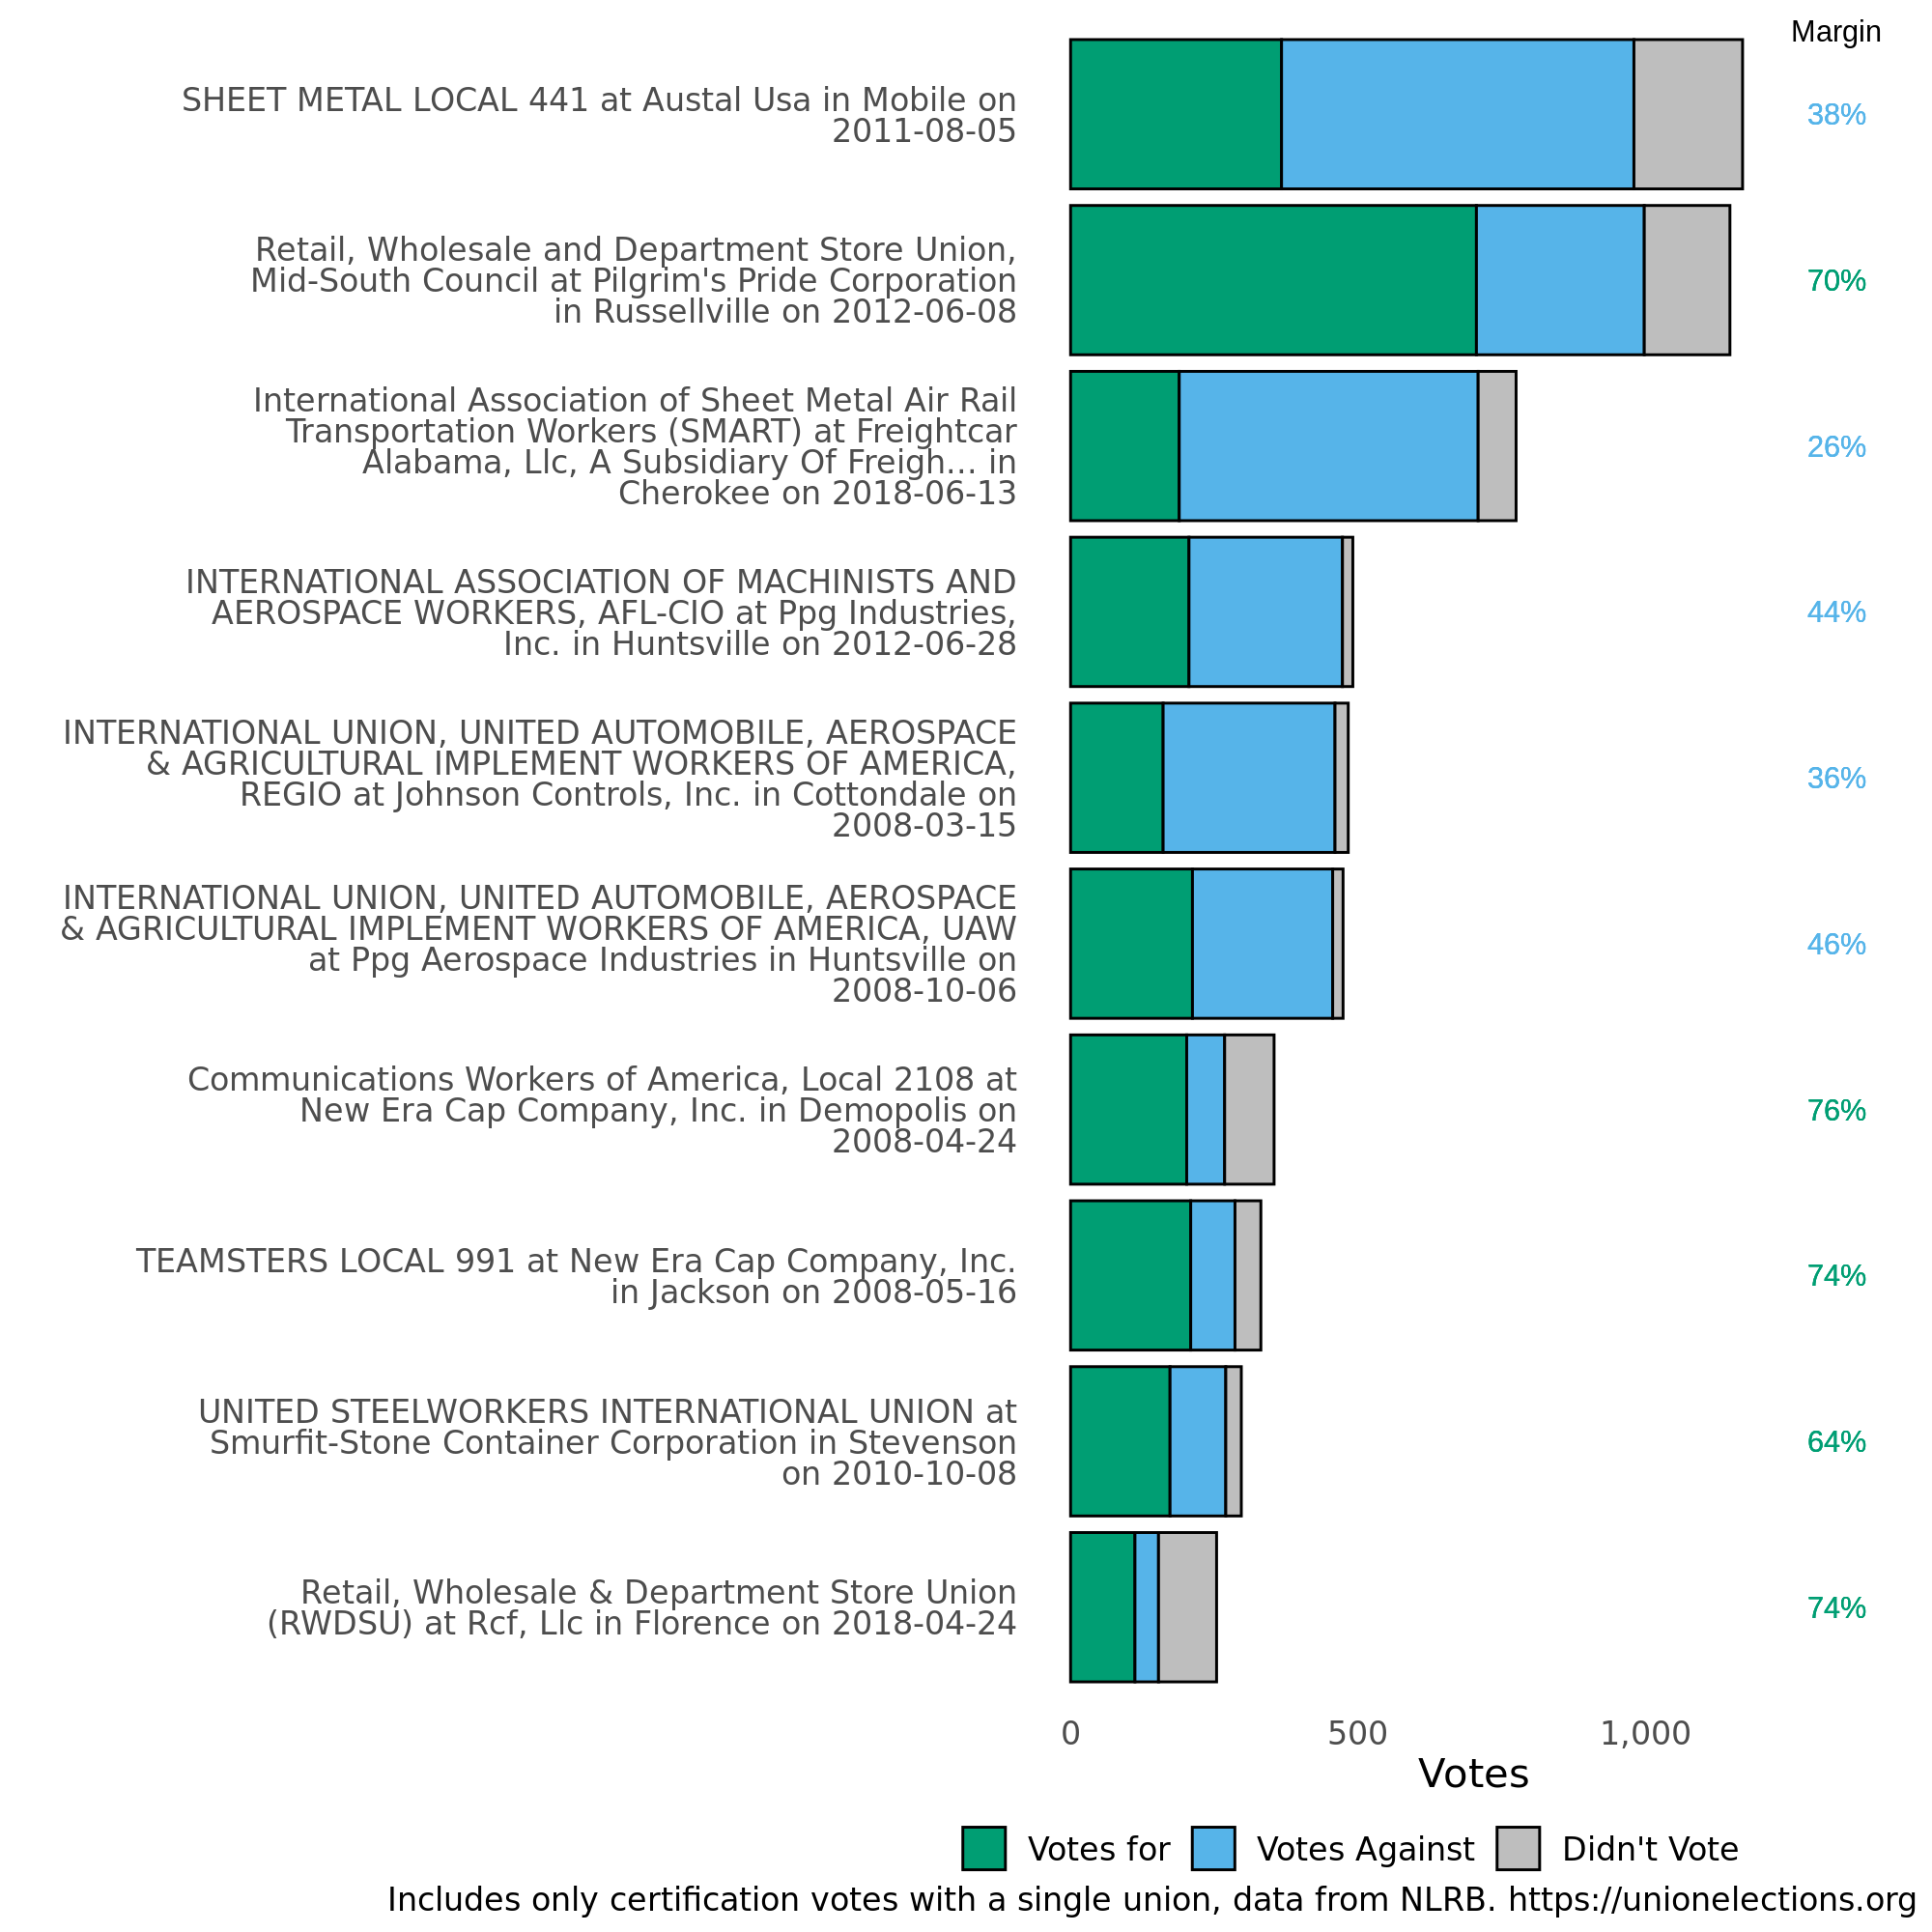 Margin
SHEET METAL LOCAL 441 at Austal Usa in Mobile on
2011-08-05
38%
Retail, Wholesale and Department Store Union,
Mid-South Council at Pilgrim's Pride Corporation
in Russellville on 2012-06-08
70%
International Association of Sheet Metal Air Rail
Transportation Workers (SMART) at Freightcar
Alabama, Llc, A Subsidiary Of Freigh... in
Cherokee on 2018-06-13
26%
INTERNATIONAL ASSOCIATION OF MACHINISTS AND
AEROSPACE WORKERS, AFL-CIO at Ppg Industries,
Inc. in Huntsville on 2012-06-28
44%
INTERNATIONAL UNION, UNITED AUTOMOBILE, AEROSPACE
& AGRICULTURAL IMPLEMENT WORKERS OF AMERICA,
REGIO at Johnson Controls, Inc. in Cottondale on
2008-03-15
36%
INTERNATIONAL UNION, UNITED AUTOMOBILE, AEROSPACE
& AGRICULTURAL IMPLEMENT WORKERS OF AMERICA, UAW
at Ppg Aerospace Industries in Huntsville on
2008-10-06
46%
Communications Workers of America, Local 2108 at
New Era Cap Company, Inc. in Demopolis on
2008-04-24
76%
TEAMSTERS LOCAL 991 at New Era Cap Company, Inc.
in Jackson on 2008-05-16
74%
UNITED STEELWORKERS INTERNATIONAL UNION at
Smurfit-Stone Container Corporation in Stevenson
on 2010-10-08
64%
Retail, Wholesale & Department Store Union
(RWDSU) at Rcf, Llc in Florence on 2018-04-24
74%
0 500 1,000
Votes
Votes for Votes Against Didn't Vote
Includes only certification votes with a single union, data from NLRB. https://unionelections.org